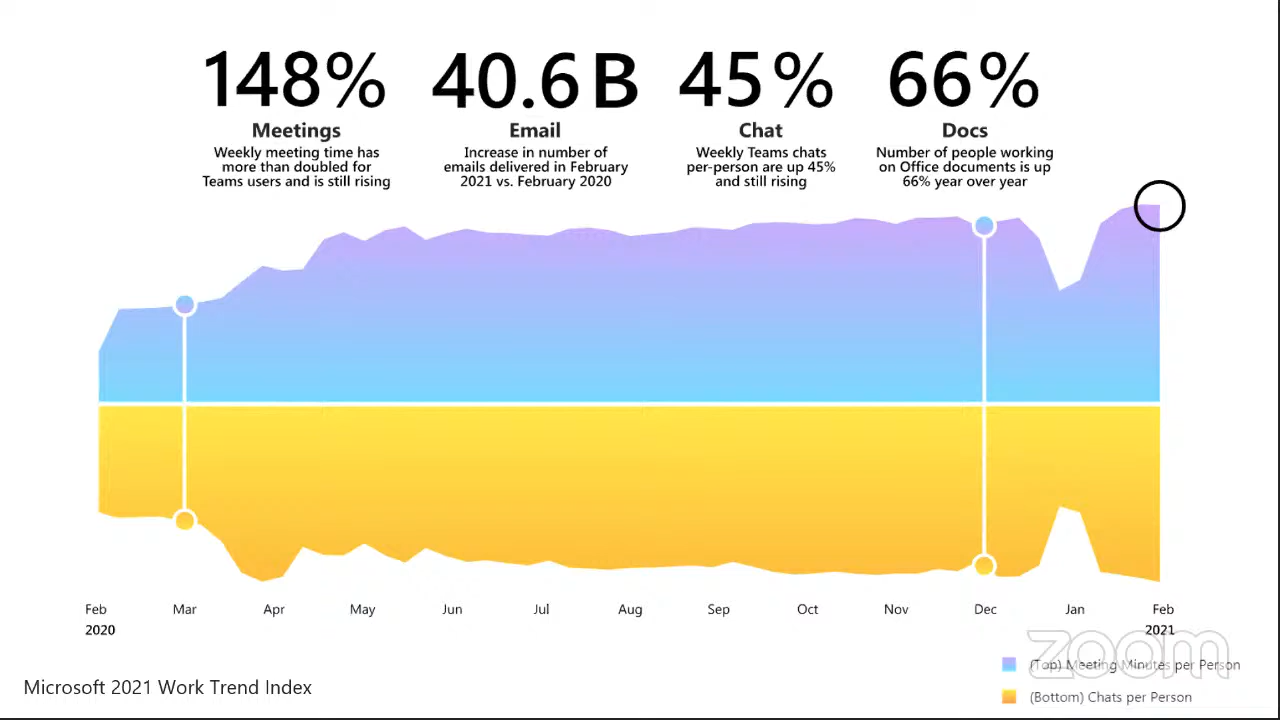 148%
Meetings
Weekly meeting time has
more than doubled for
Teams users and is still rising
40.6 B
Email
Increase in number of
emails delivered in February
2021 vs. February 2020
45%
Chat
Weekly Teams chats
per-person are up 45%
and still rising
66%
Docs
Number of people working
on Office documents is up
66% year over year
Feb Mar Apr May Jun Jul Aug Sep Oct Nov Dec Jan Feb
2020 2021
zoom
(Top) Meeting Minutes per Person
(Bottom) Chats per Person
Microsoft 2021 Work Trend Index